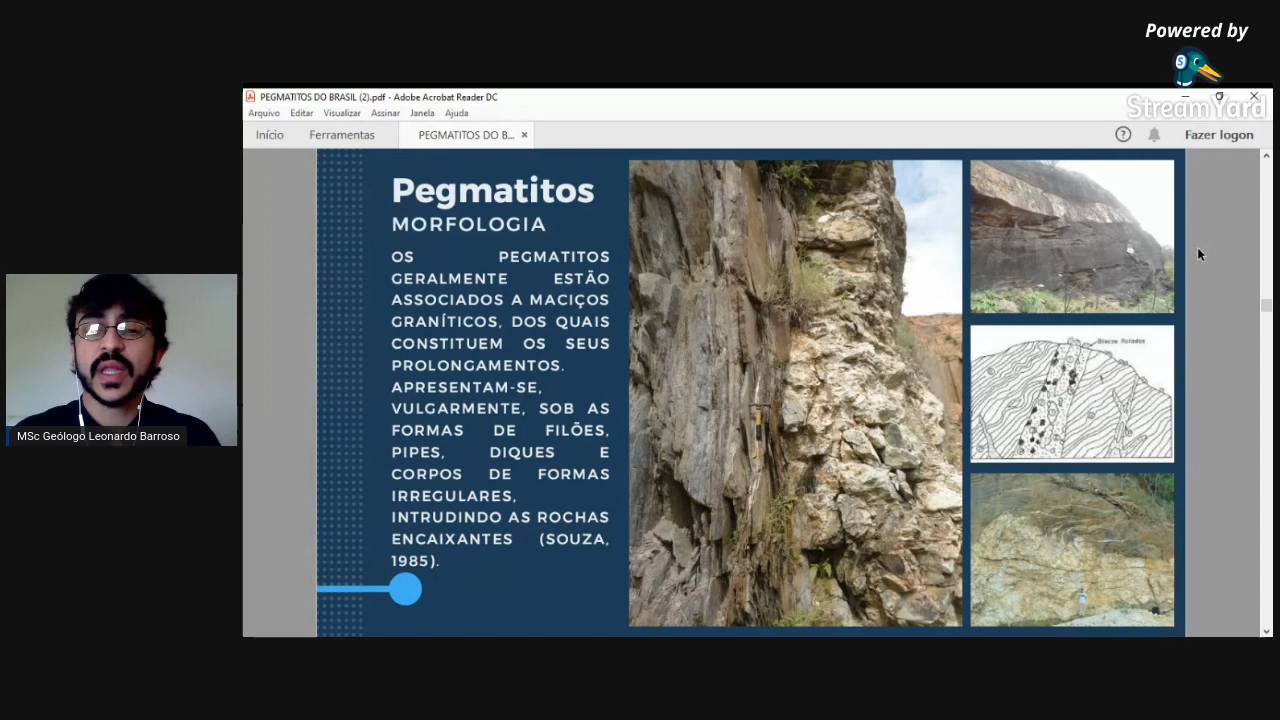 Powered by
StreamYard
PEGMATITOS DO BRASIL (2).pdf - Adobe Acrobat Reader DC
Arquivo Editar Visualizar Assinar Janela Ajuda
Início Ferramentas PEGMATITOS DO B... × Fazer logon
Pegmatitos
MORFOLOGIA
OS PEGMATITOS
GERALMENTE ESTÃO
ASSOCIADOS A MACIÇOS
GRANÍTICOS, DOS QUAIS
CONSTITUEM OS SEUS
PROLONGAMENTOS.
APRESENTAM-SE,
VULGARMENTE, SOB AS
FORMAS DE FILÕES,
PIPES, DIQUES E
CORPOS DE FORMAS
IRREGULARES,
INTRUDINDO AS ROCHAS
ENCAIXANTES (SOUZA,
1985).
Blocos Rolados
MSc Geólogo Leonardo Barroso